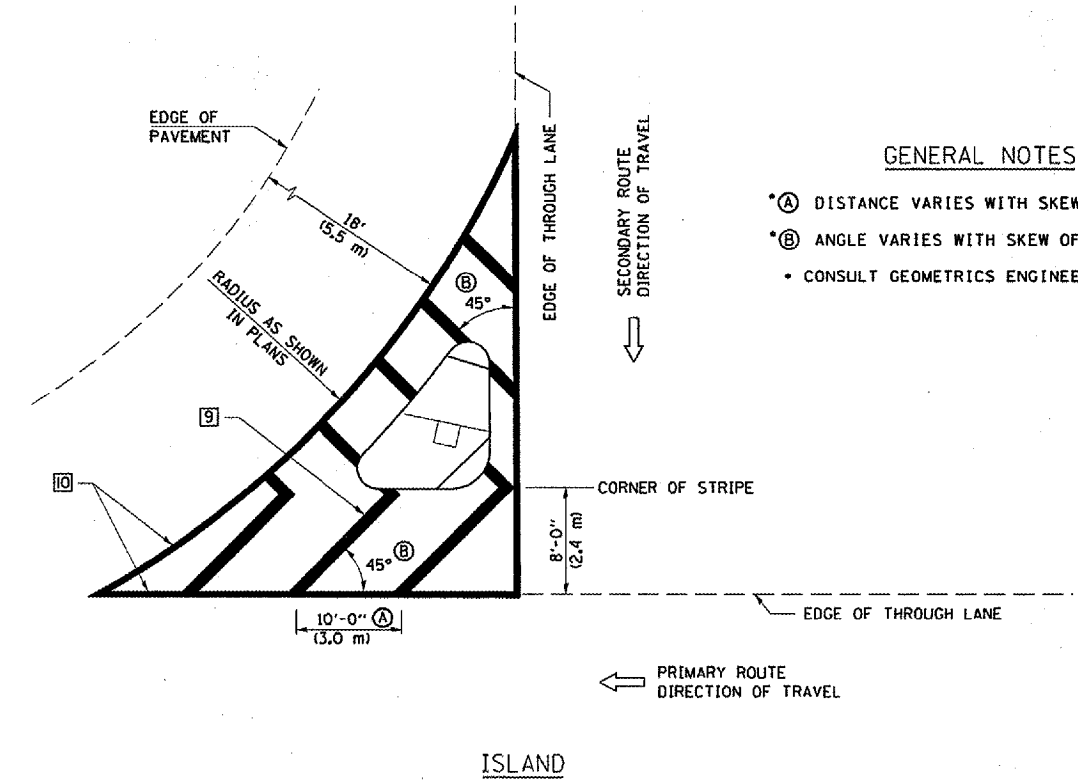 EDGE OF
PAVEMENT
18'
(5.5 m)
RADIUS AS SHOWN
IN PLANS
EDGE OF THROUGH LANE
SECONDARY ROUTE
DIRECTION OF TRAVEL
GENERAL NOTES
*Ⓐ DISTANCE VARIES WITH SKEW
*Ⓑ ANGLE VARIES WITH SKEW OF
• CONSULT GEOMETRICS ENGINEE
Ⓑ
45°
9
10
CORNER OF STRIPE
8'-0"
(2.4 m)
45° Ⓑ
10'-0" Ⓐ
(3.0 m)
EDGE OF THROUGH LANE
PRIMARY ROUTE
DIRECTION OF TRAVEL
ISLAND